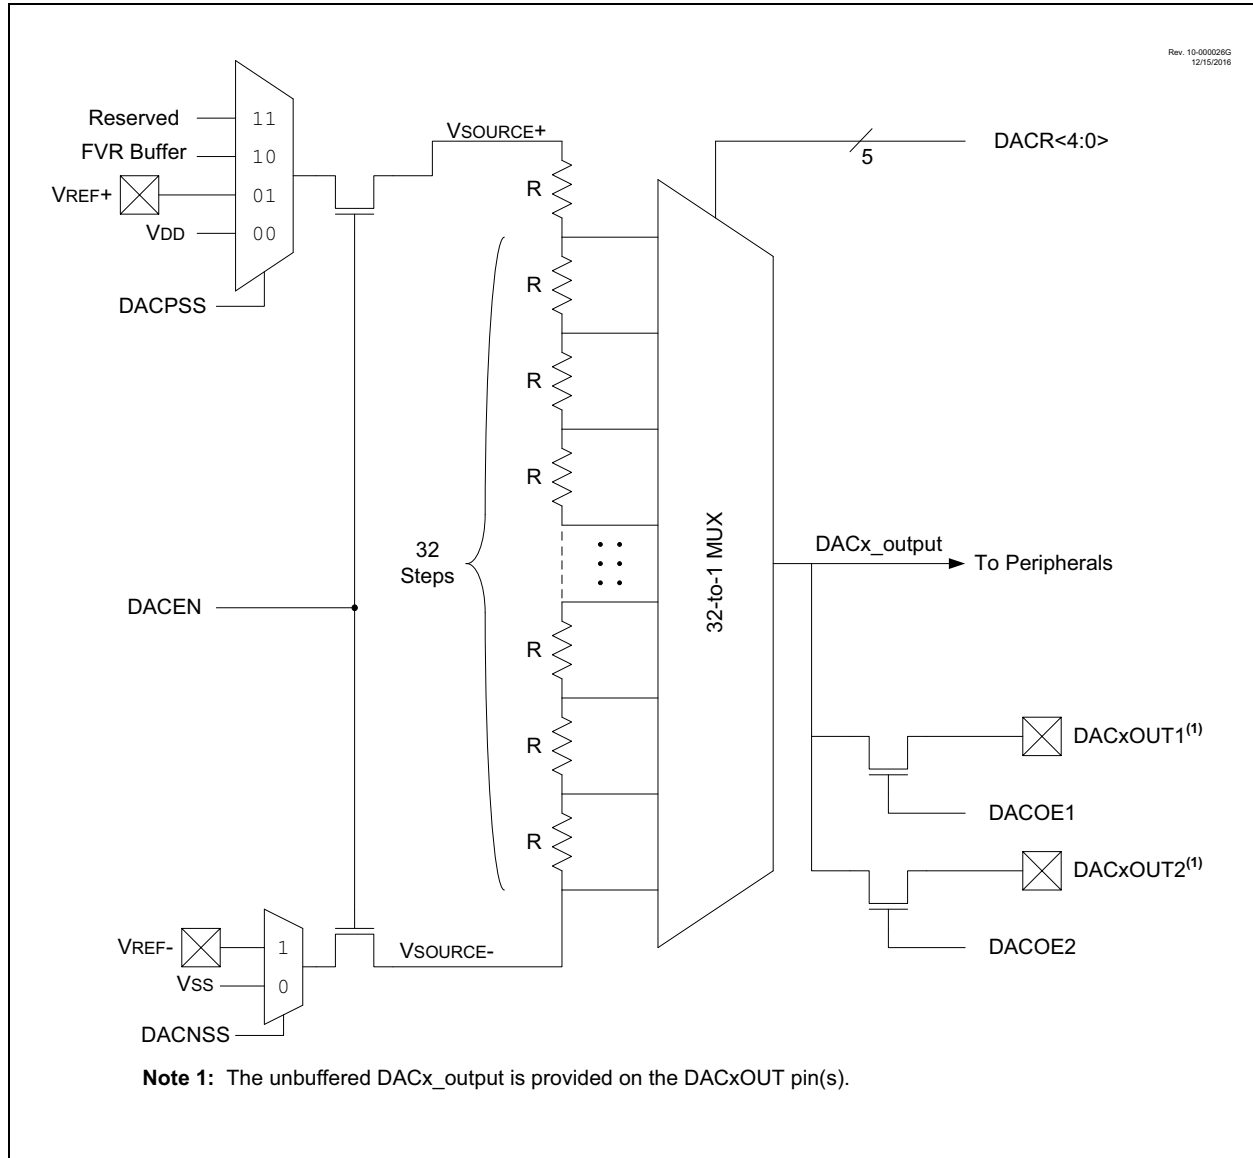 Rev. 10-000026G
12/15/2016
Reserved
11
FVR Buffer
10
VREF+
01
VDD
00
DACPSS
VSOURCE+
R
R
R
R
DACR<4:0>
5
32
Steps
32-to-1 MUX
DACx_output
To Peripherals
DACEN
R
R
R
DACxOUT1(1)
DACOE1
DACxOUT2(1)
DACOE2
VREF-
1
VSS
0
DACNSS
VSOURCE-
Note 1: The unbuffered DACx_output is provided on the DACxOUT pin(s).